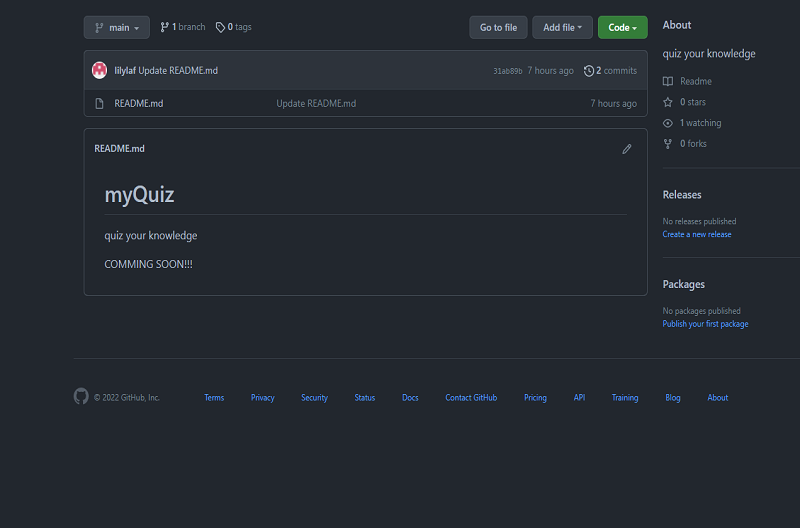 main 1 branch 0 tags Go to file Add file Code
lilylaf Update README.md 31ab89b 7 hours ago 2 commits
README.md Update README.md 7 hours ago
README.md
myQuiz
quiz your knowledge
COMMING SOON!!!
About
quiz your knowledge
Readme
0 stars
1 watching
0 forks
Releases
No releases published
Create a new release
Packages
No packages published
Publish your first package
© 2022 GitHub, Inc. Terms Privacy Security Status Docs Contact GitHub Pricing API Training Blog About